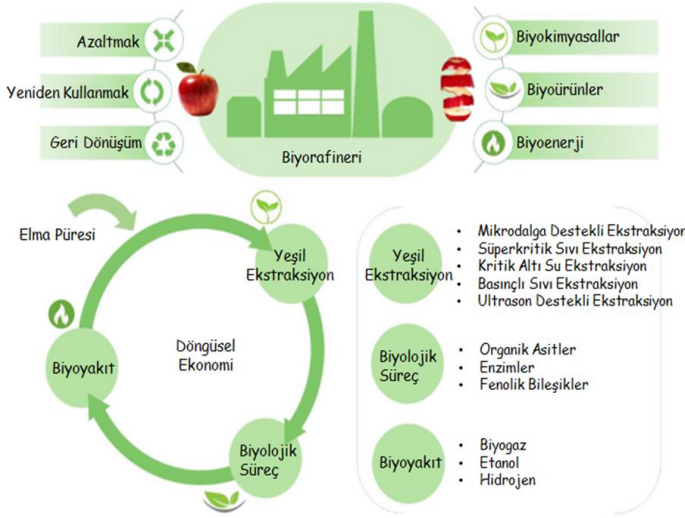 Azaltmak
Yeniden Kullanmak
Geri Dönüşüm
Biyorafineri
Biyokimyasallar
Biyoürünler
Biyoenerji
Elma Püresi
Yeşil
Ekstraksiyon
Döngüsel
Ekonomi
Biyoyakıt
Biyolojik
Süreç
Yeşil
Ekstraksiyon
• Mikrodalga Destekli Ekstraksiyon
• Süperkritik Sıvı Ekstraksiyon
• Kritik Altı Su Ekstraksiyon
• Basınçlı Sıvı Ekstraksiyon
• Ultrason Destekli Ekstraksiyon
Biyolojik
Süreç
• Organik Asitler
• Enzimler
• Fenolik Bileşikler
Biyoyakıt
• Biyogaz
• Etanol
• Hidrojen